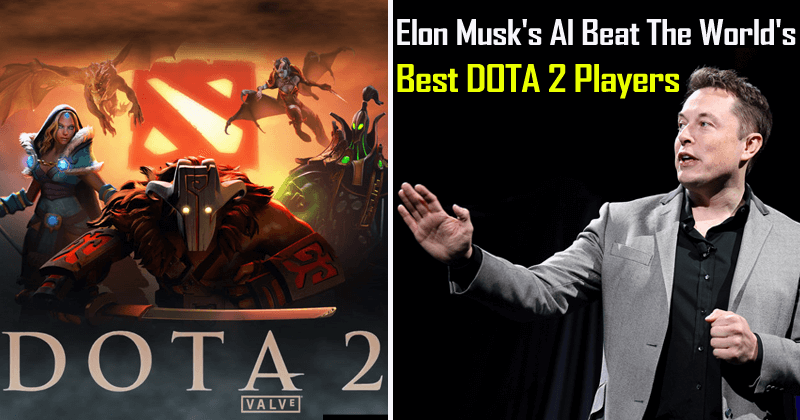 DOTA 2
VALVE
Elon Musk's AI Beat The World's
Best DOTA 2 Players